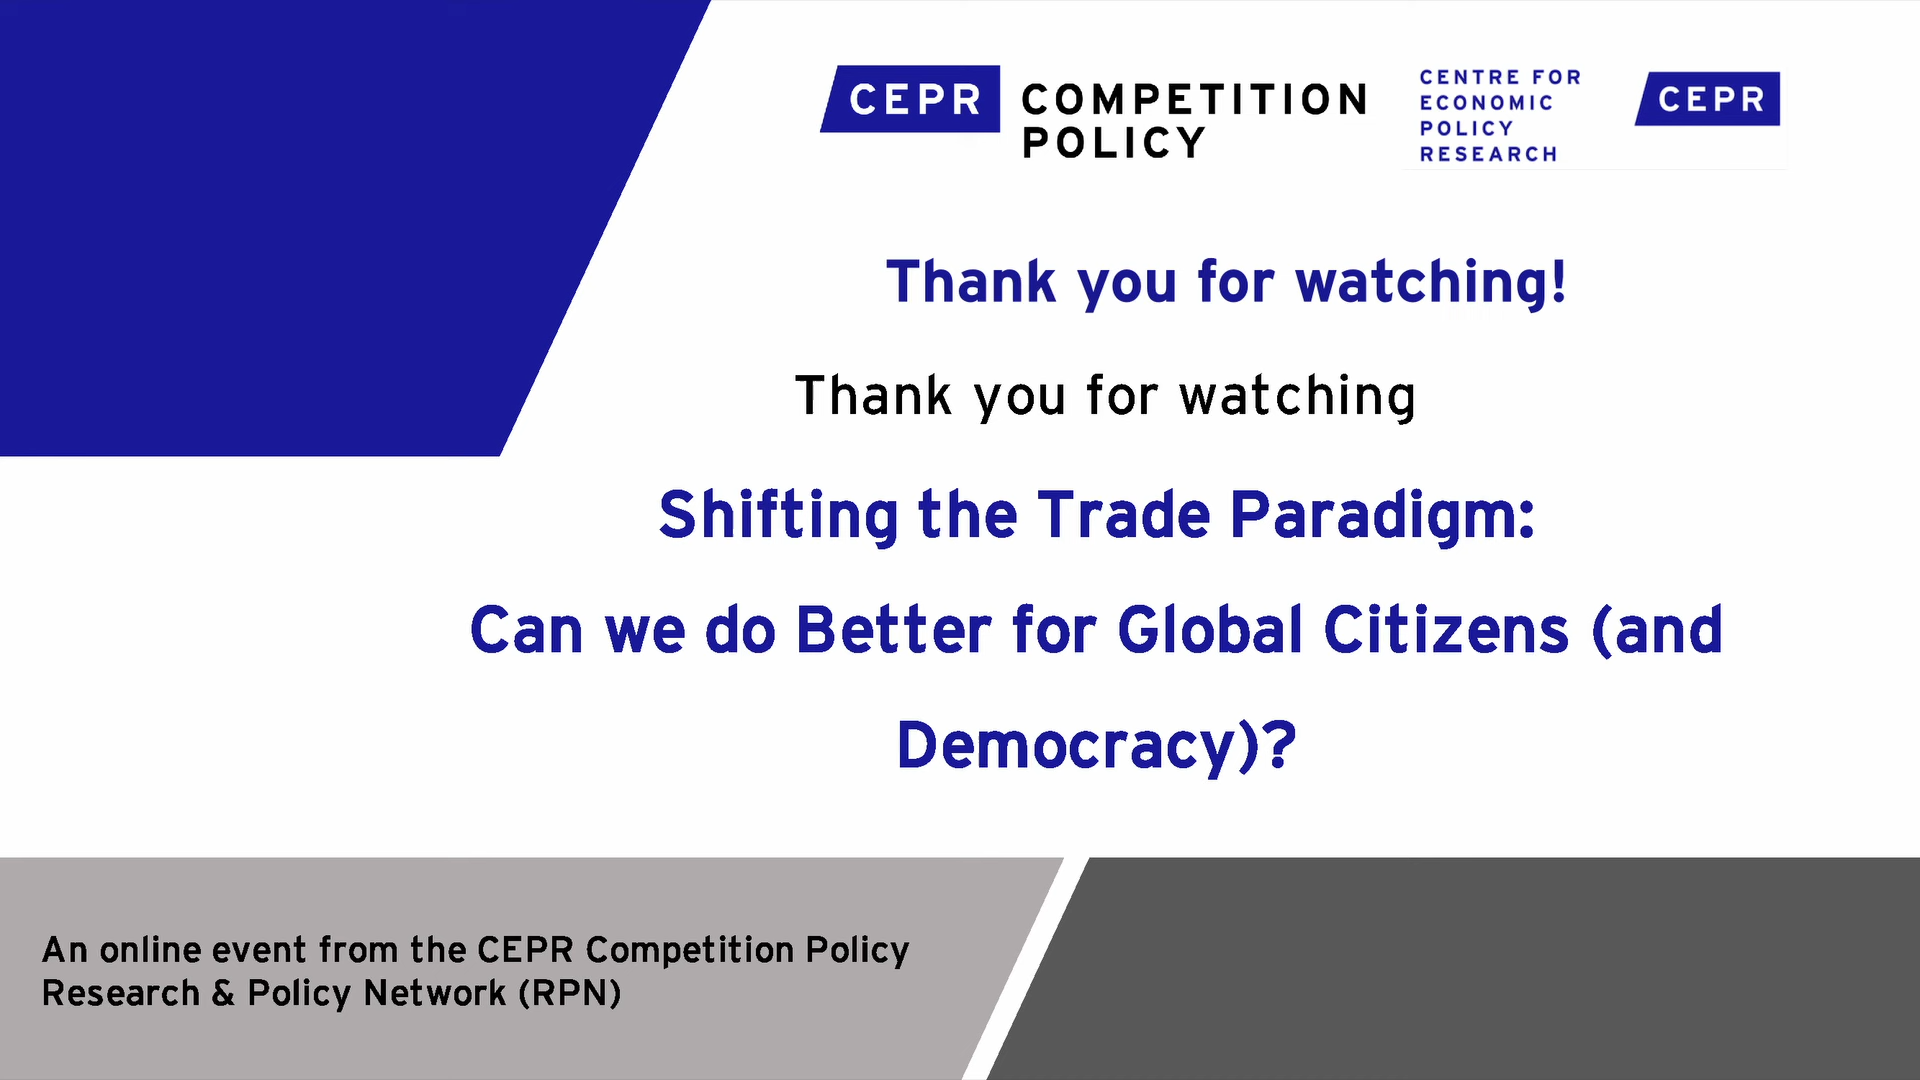 CEPR COMPETITION
POLICY
CENTRE FOR
ECONOMIC
POLICY
RESEARCH
CEPR
Thank you for watching!
Thank you for watching
Shifting the Trade Paradigm:
Can we do Better for Global Citizens (and
Democracy)?
An online event from the CEPR Competition Policy
Research & Policy Network (RPN)